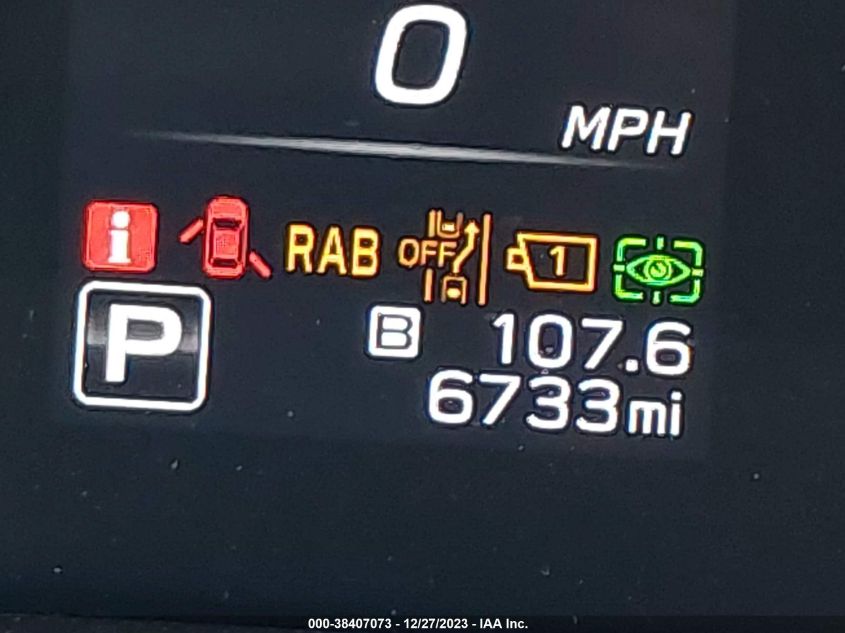 0
MPH
i RAB OFF 1
P B 107.6
6733mi
000-38407073 - 12/27/2023 - IAA Inc.